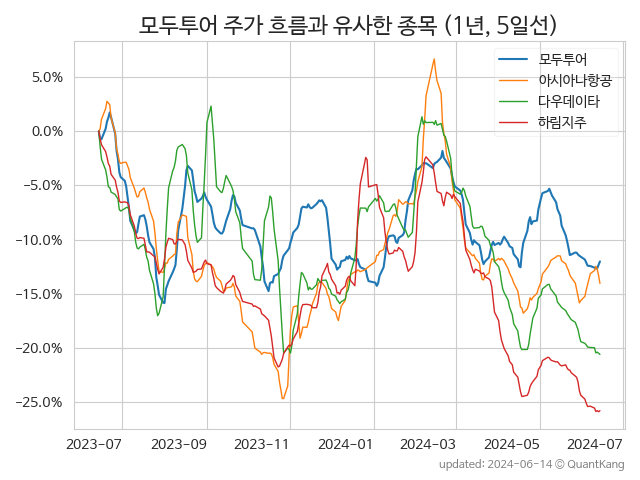 모두투어 주가 흐름과 유사한 종목 (1년, 5일선)
모두투어
아시아나항공
다우데이타
하림지주
5.0%
0.0%
−5.0%
−10.0%
−15.0%
−20.0%
−25.0%
2023-07 2023-09 2023-11 2024-01 2024-03 2024-05 2024-07
updated: 2024-06-14 © QuantKang